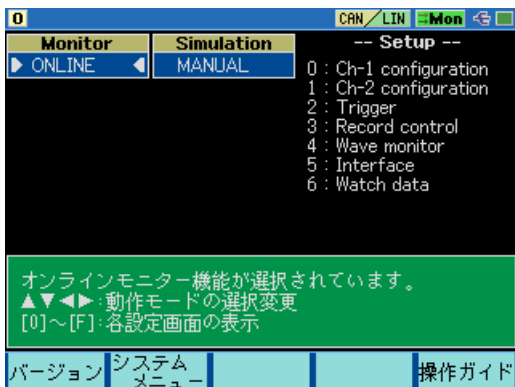 0 CAN/LIN Mon
Monitor Simulation -- Setup --
ONLINE MANUAL
0 : Ch-1 configuration
1 : Ch-2 configuration
2 : Trigger
3 : Record control
4 : Wave monitor
5 : Interface
6 : Watch data
オンラインモニター機能が選択されています。
▲▼◀▶:動作モードの選択変更
[0]～[F]:各設定画面の表示
バージョン システム
メニュー 操作ガイド